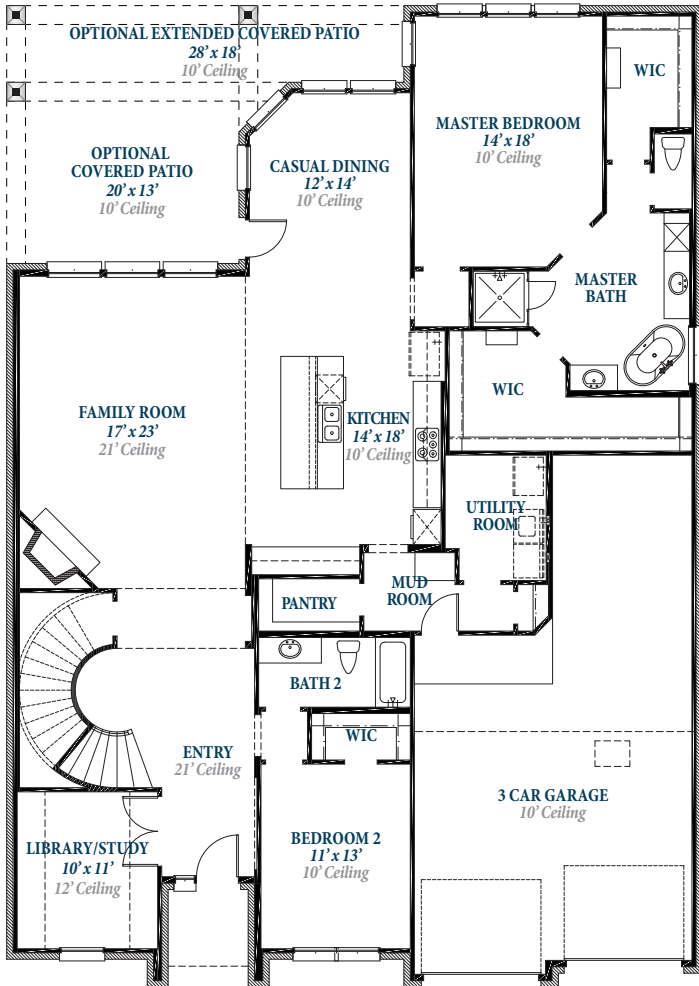 OPTIONAL EXTENDED COVERED PATIO
28’ x 18’
10’ Ceiling
WIC
MASTER BEDROOM
14’ x 18’
10’ Ceiling
OPTIONAL
COVERED PATIO
20’ x 13’
10’ Ceiling
CASUAL DINING
12’ x 14’
10’ Ceiling
MASTER
BATH
WIC
FAMILY ROOM
17’ x 23’
21’ Ceiling
KITCHEN
14’ x 18’
10’ Ceiling
UTILITY
ROOM
MUD
ROOM
PANTRY
BATH 2
WIC
ENTRY
21’ Ceiling
3 CAR GARAGE
10’ Ceiling
LIBRARY/STUDY
10’ x 11’
12’ Ceiling
BEDROOM 2
11’ x 13’
10’ Ceiling